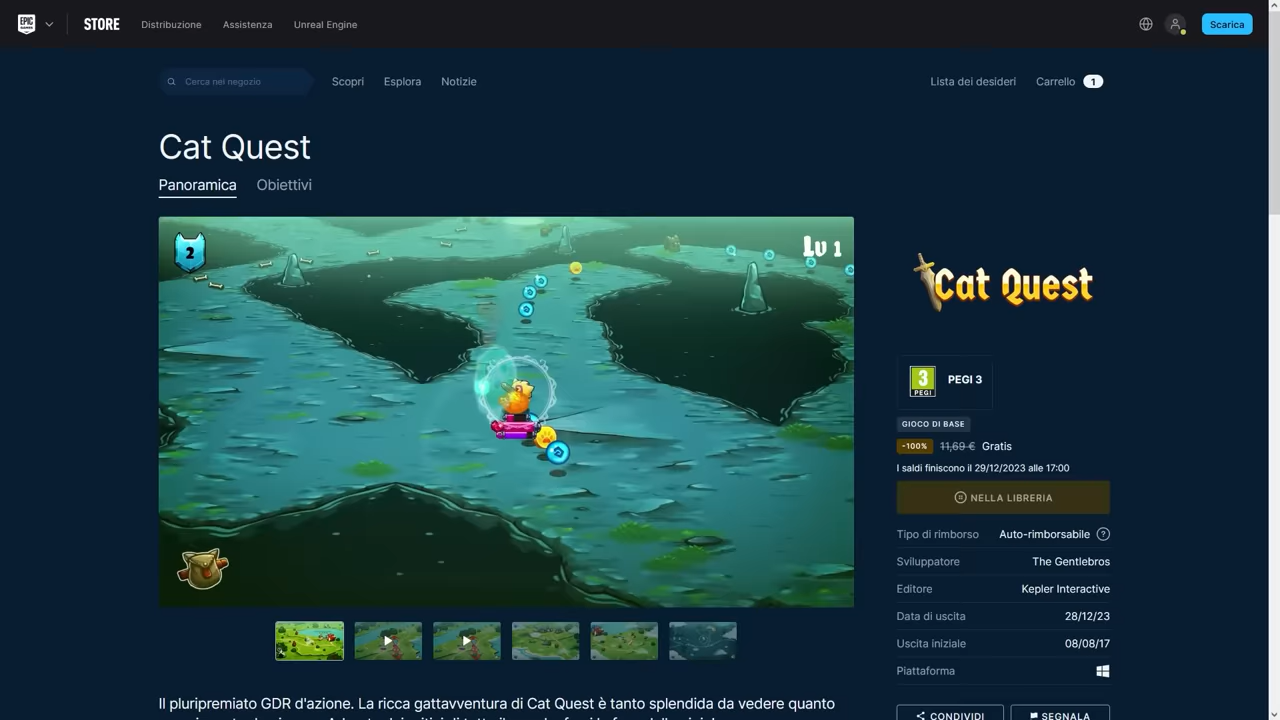 EPIC GAMES
STORE
Distribuzione
Assistenza
Unreal Engine
Scarica
Cerca nel negozio
Scopri
Esplora
Notizie
Lista dei desideri
Carrello
1
Cat Quest
Panoramica
Obiettivi
2
Lv 1
Cat Quest
3
PEGI
PEGI 3
GIOCO DI BASE
-100%
11,69 €
Gratis
I saldi finiscono il 29/12/2023 alle 17:00
NELLA LIBRERIA
Tipo di rimborso
Auto-rimborsabile
Sviluppatore
The Gentlebros
Editore
Kepler Interactive
Data di uscita
28/12/23
Uscita iniziale
08/08/17
Piattaforma
CONDIVIDI
SEGNALA
Il pluripremiato GDR d'azione. La ricca gattavventura di Cat Quest è tanto splendida da vedere quanto